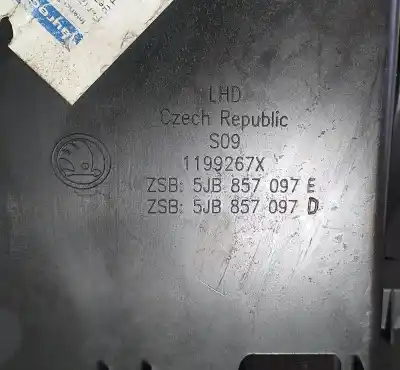 LHD
Czech Republic
S09
1199267X
ZSB: 5JB 857 097 E
ZSB: 5JB 857 097 D